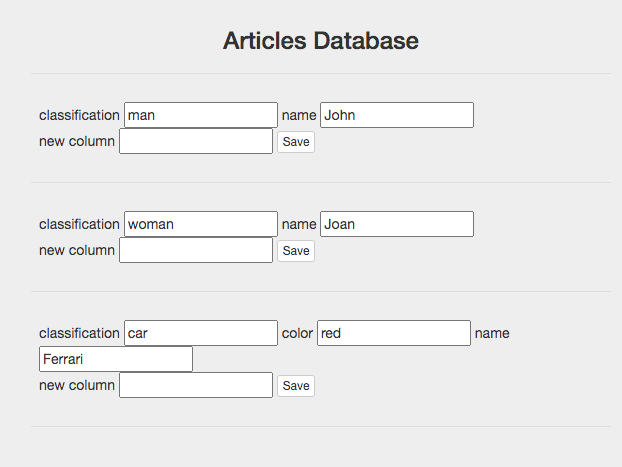 Articles Database
classification man name John
new column Save
classification woman name Joan
new column Save
classification car color red name
Ferrari
new column Save